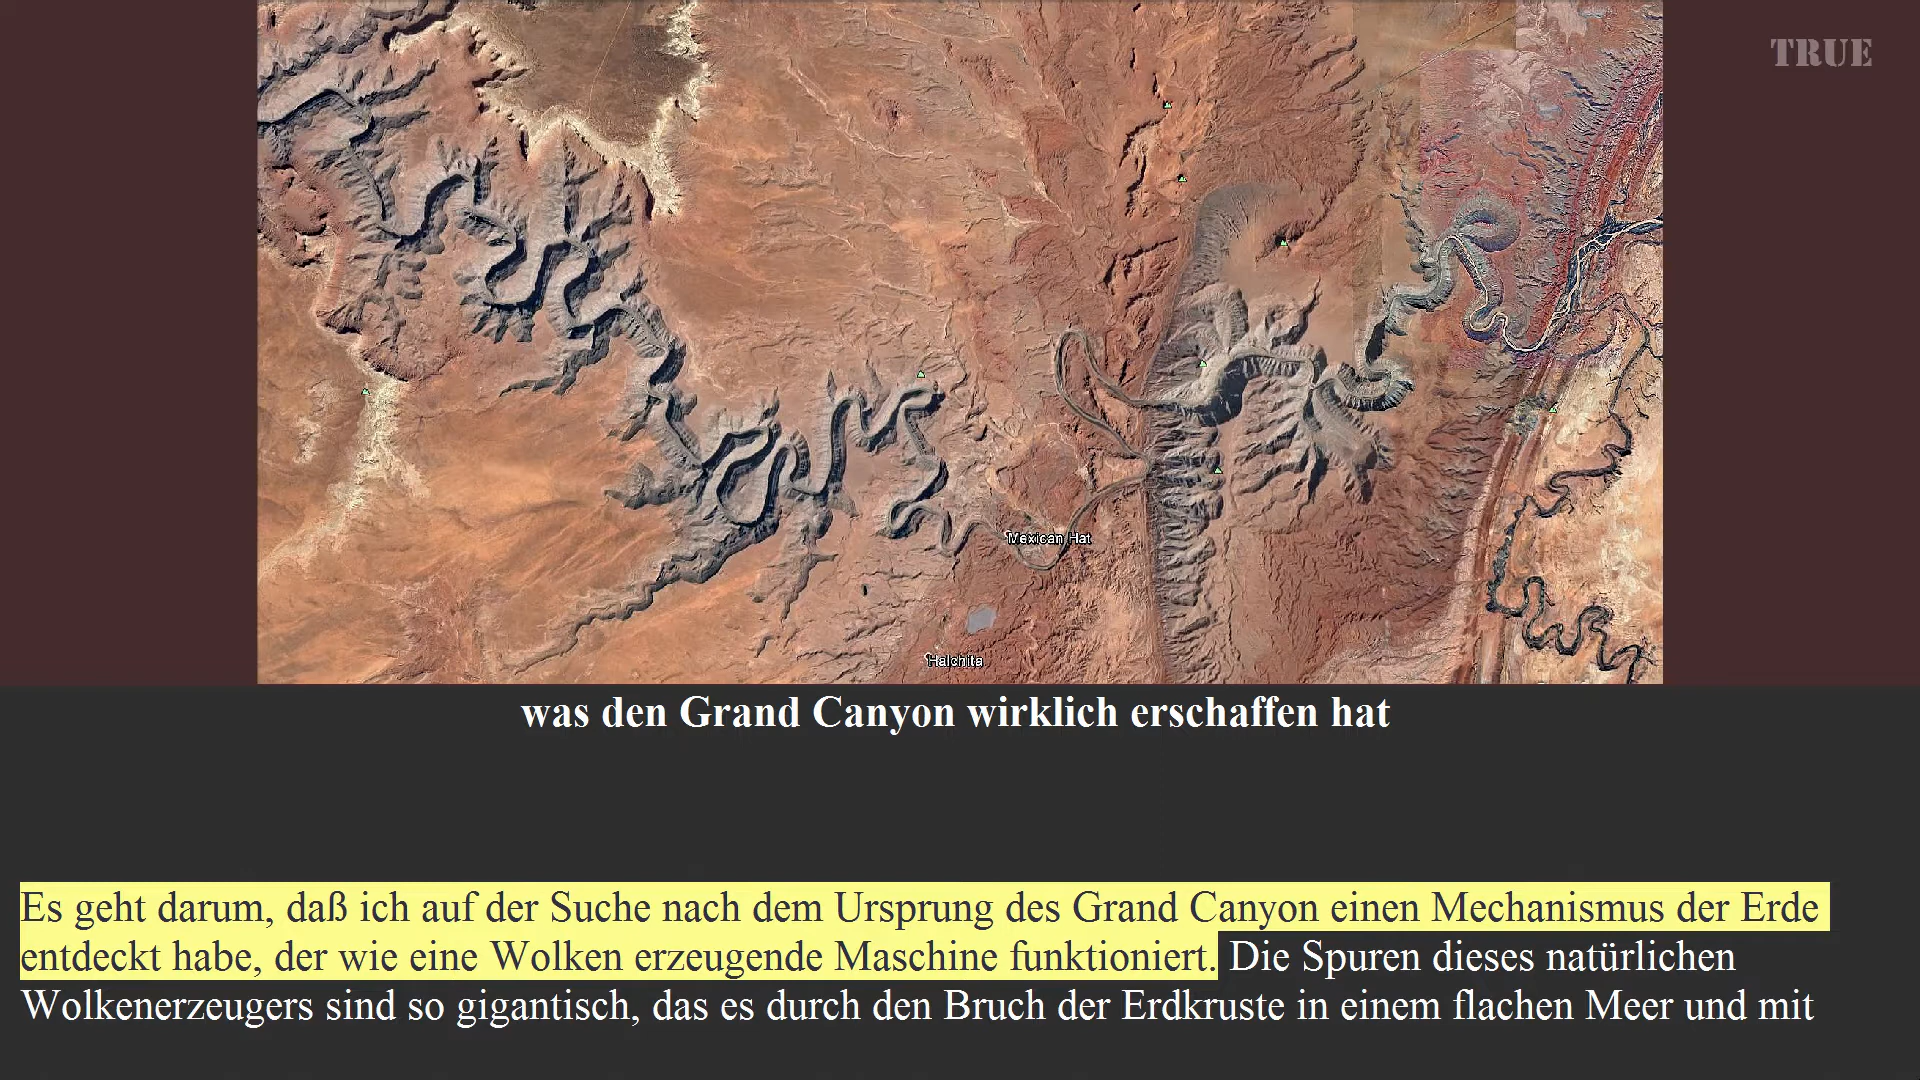 TRUE
Mexican Hat
Halchita
was den Grand Canyon wirklich erschaffen hat
Es geht darum, daß ich auf der Suche nach dem Ursprung des Grand Canyon einen Mechanismus der Erde
entdeckt habe, der wie eine Wolken erzeugende Maschine funktioniert. Die Spuren dieses natürlichen
Wolkenerzeugers sind so gigantisch, das es durch den Bruch der Erdkruste in einem flachen Meer und mit